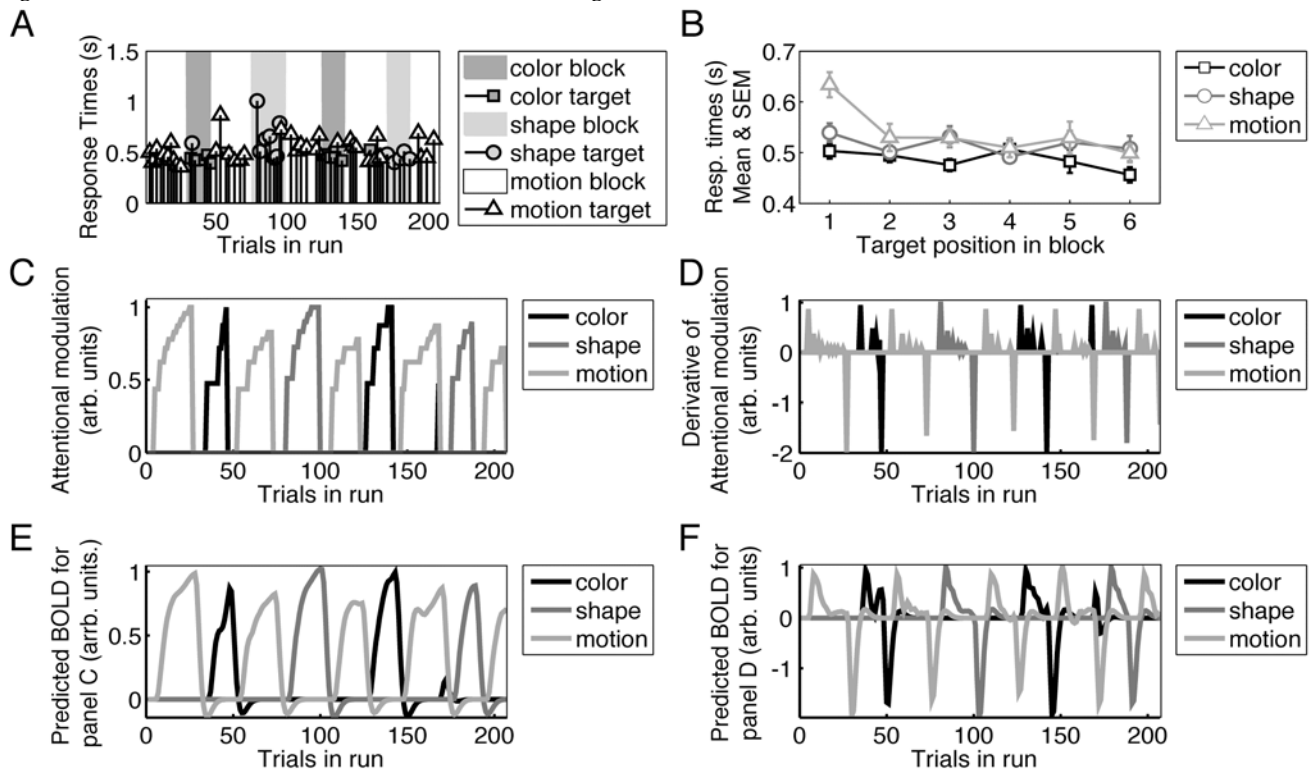 A
Response Times (s)
1.5
1
0.5
0
0 50 100 150 200
Trials in run
color block
color target
shape block
shape target
motion block
motion target
B
Resp. times (s)
Mean & SEM
0.7
0.6
0.5
0.4
1 2 3 4 5 6
Target position in block
color
shape
motion
C
Attentional modulation
(arb. units)
1
0.5
0
0 50 100 150 200
Trials in run
color
shape
motion
D
Derivative of
Attentional modulation
(arb. units)
1
0
-1
-2
0 50 100 150 200
Trials in run
color
shape
motion
E
Predicted BOLD for
panel C (arrb. units.)
1
0.5
0
0 50 100 150 200
Trials in run
color
shape
motion
F
Predicted BOLD for
panel D (arb. units)
1
0
-1
0 50 100 150 200
Trials in run
color
shape
motion